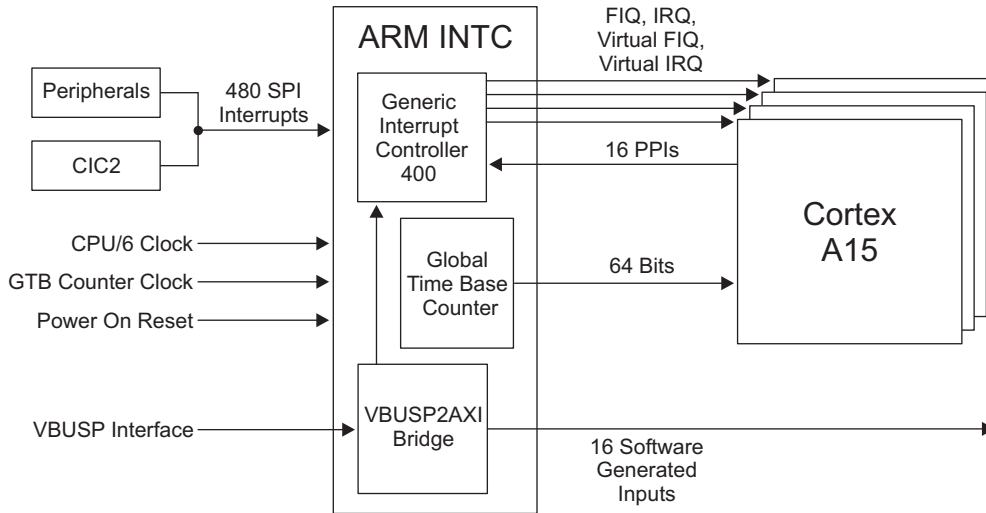 FIQ, IRQ,
Virtual FIQ,
Virtual IRQ
ARM INTC
Peripherals
CIC2
480 SPI
Interrupts
Generic
Interrupt
Controller
400
16 PPIs
Cortex
A15
CPU/6 Clock
GTB Counter Clock
Power On Reset
Global
Time Base
Counter
64 Bits
VBUSP Interface
VBUSP2AXI
Bridge
16 Software
Generated
Inputs